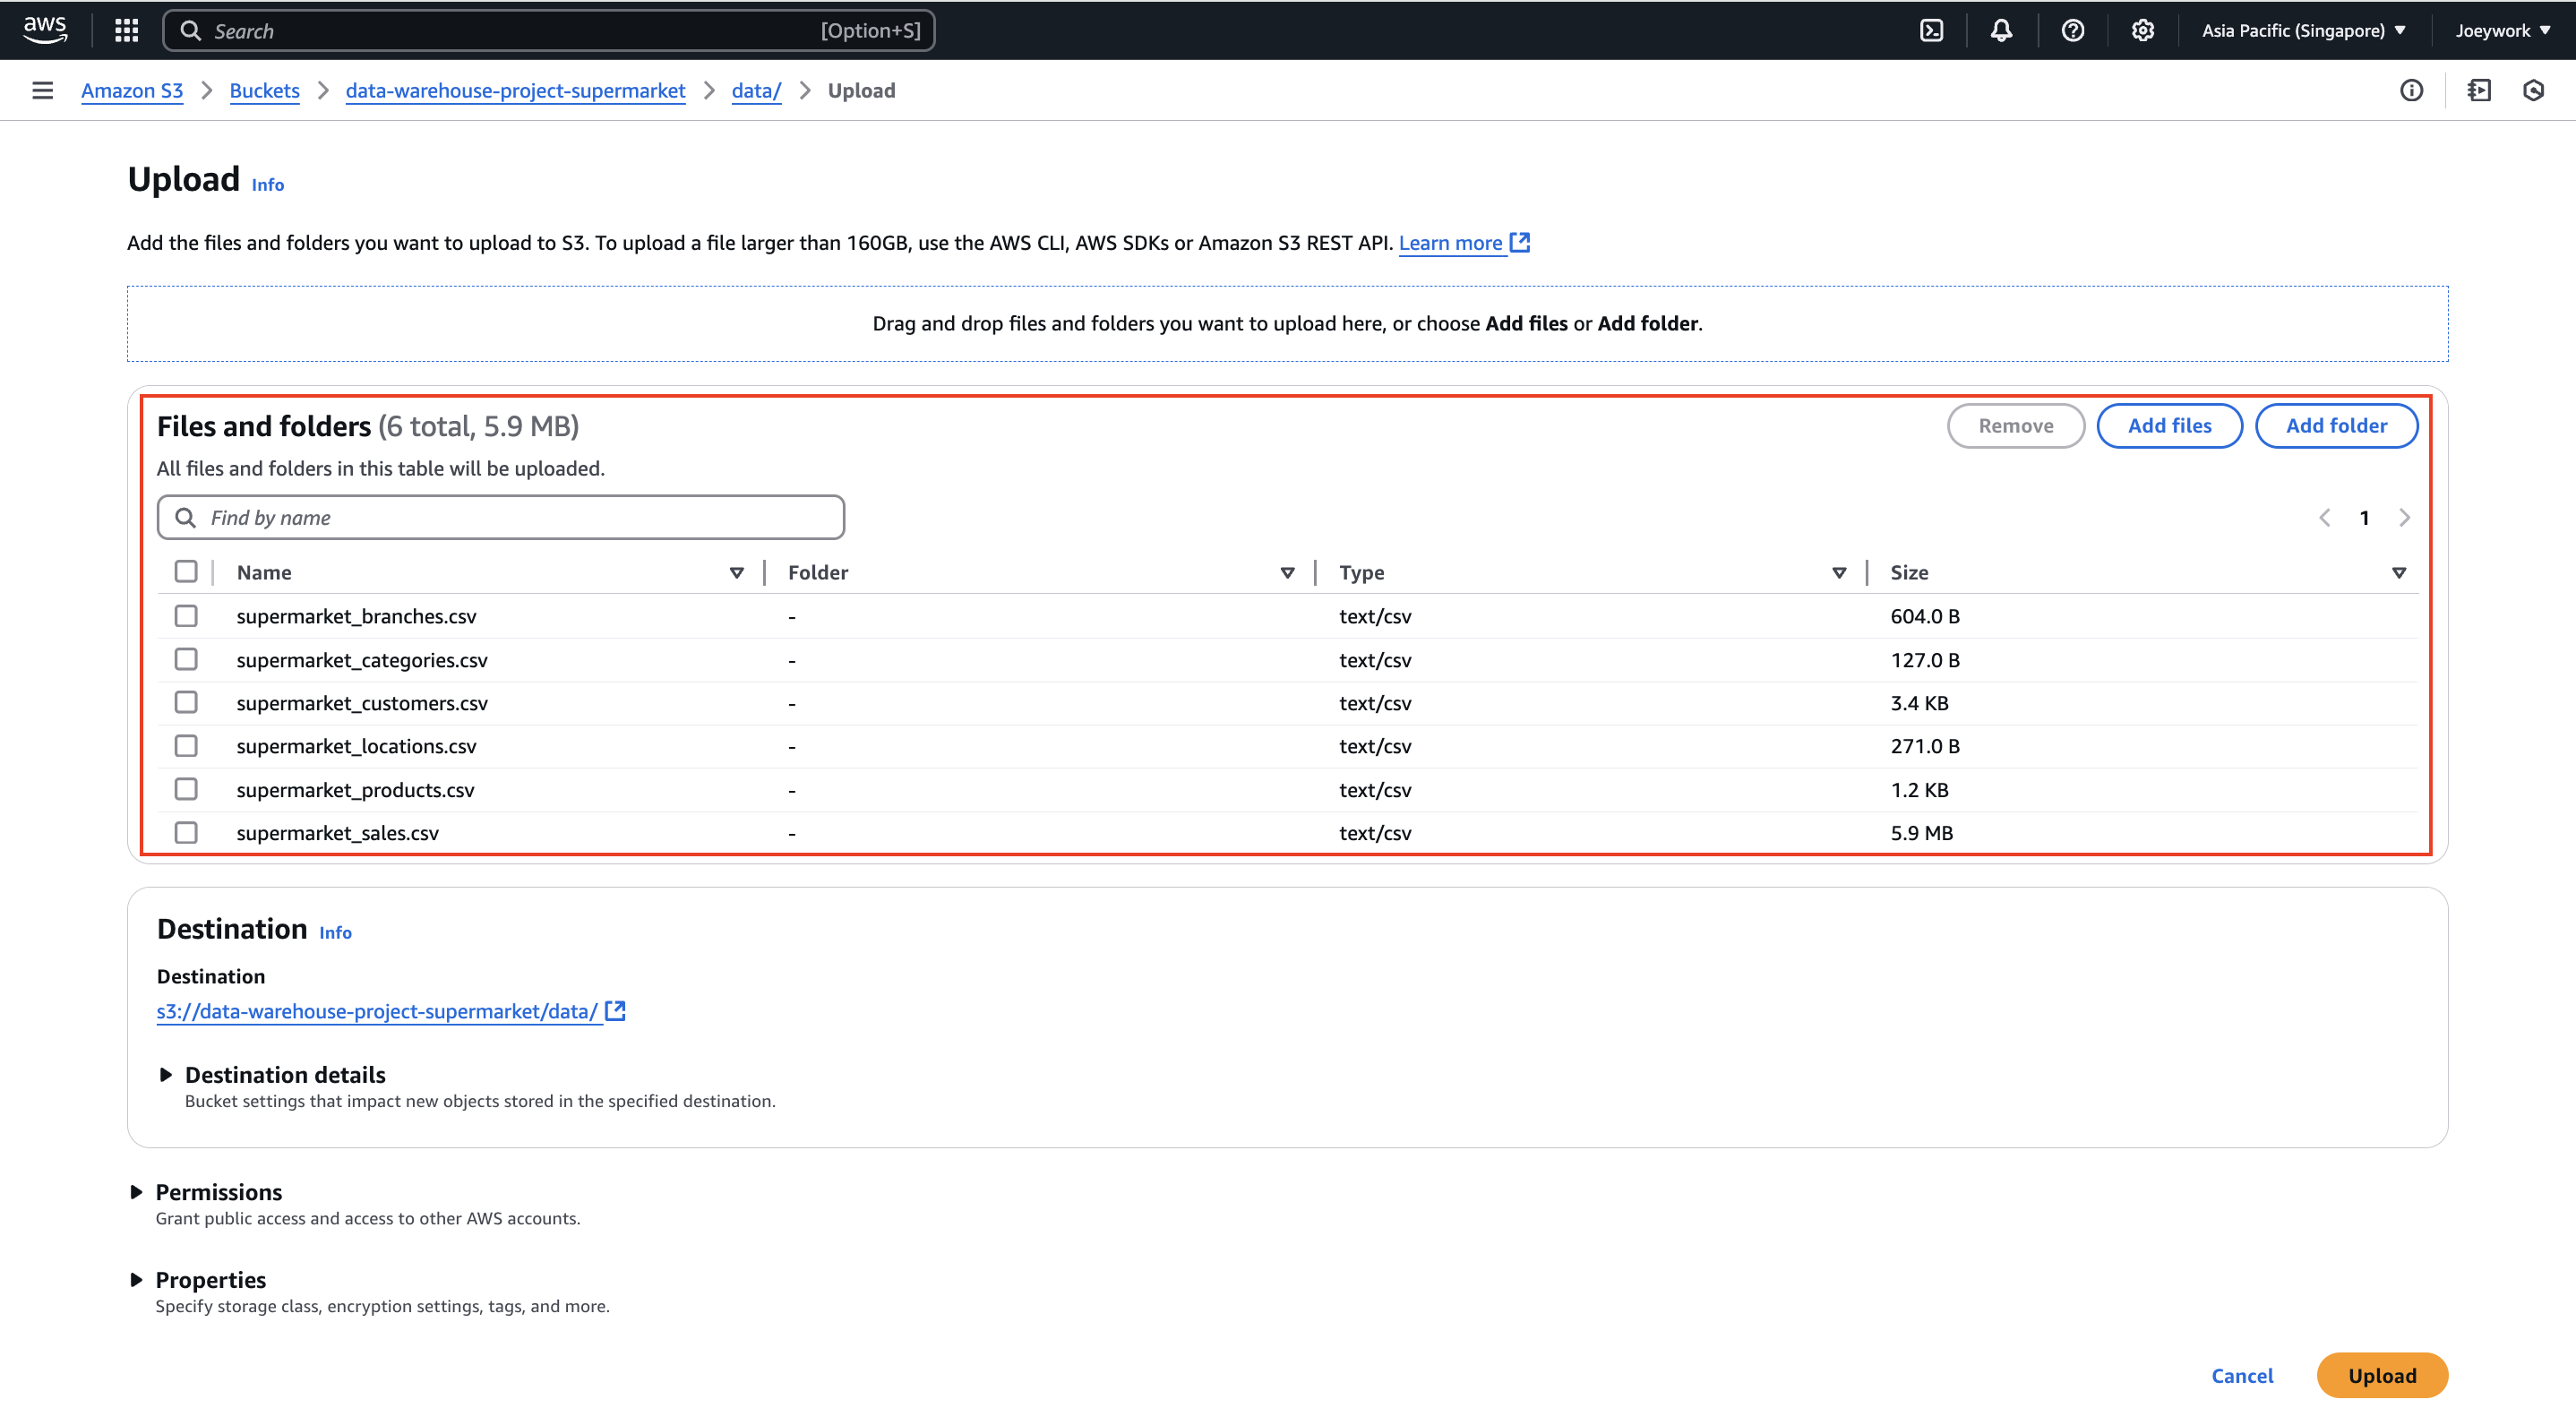 aws Search [Option+S] Asia Pacific (Singapore) Joeywork
Amazon S3 Buckets data-warehouse-project-supermarket data/ Upload
Upload Info
Add the files and folders you want to upload to S3. To upload a file larger than 160GB, use the AWS CLI, AWS SDKs or Amazon S3 REST API. Learn more
Drag and drop files and folders you want to upload here, or choose Add files or Add folder.
Files and folders (6 total, 5.9 MB) Remove Add files Add folder
All files and folders in this table will be uploaded.
Find by name 1
Name Folder Type Size
supermarket_branches.csv - text/csv 604.0 B
supermarket_categories.csv - text/csv 127.0 B
supermarket_customers.csv - text/csv 3.4 KB
supermarket_locations.csv - text/csv 271.0 B
supermarket_products.csv - text/csv 1.2 KB
supermarket_sales.csv - text/csv 5.9 MB
Destination Info
Destination
s3://data-warehouse-project-supermarket/data/
Destination details
Bucket settings that impact new objects stored in the specified destination.
Permissions
Grant public access and access to other AWS accounts.
Properties
Specify storage class, encryption settings, tags, and more.
Cancel Upload